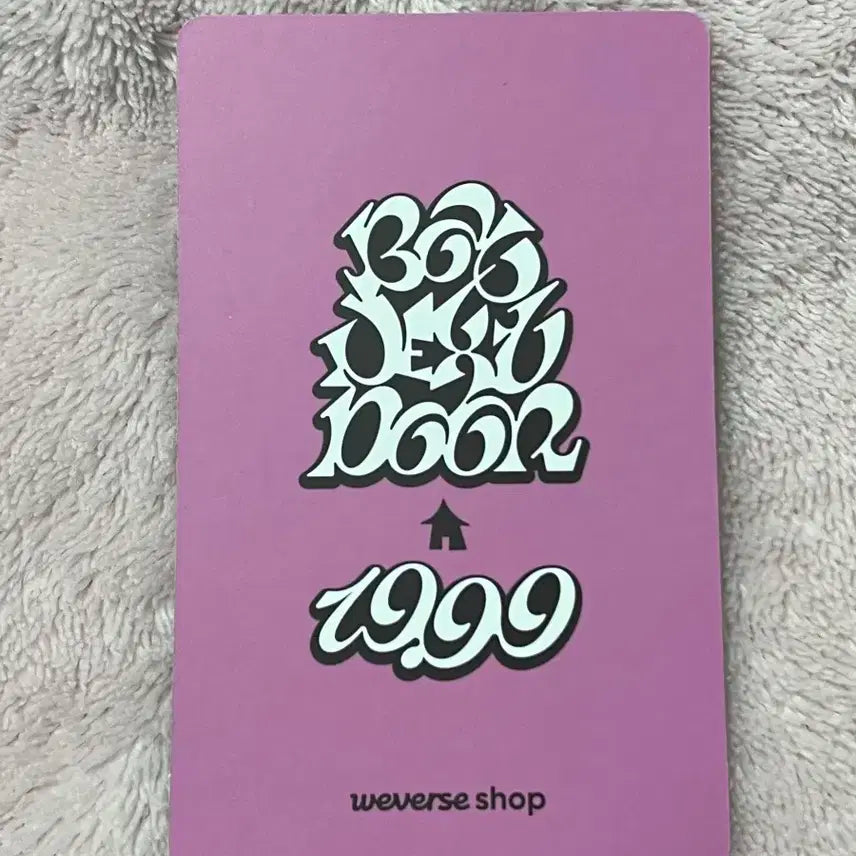 BOY
NEXT
DOOR
19.99
weverse shop